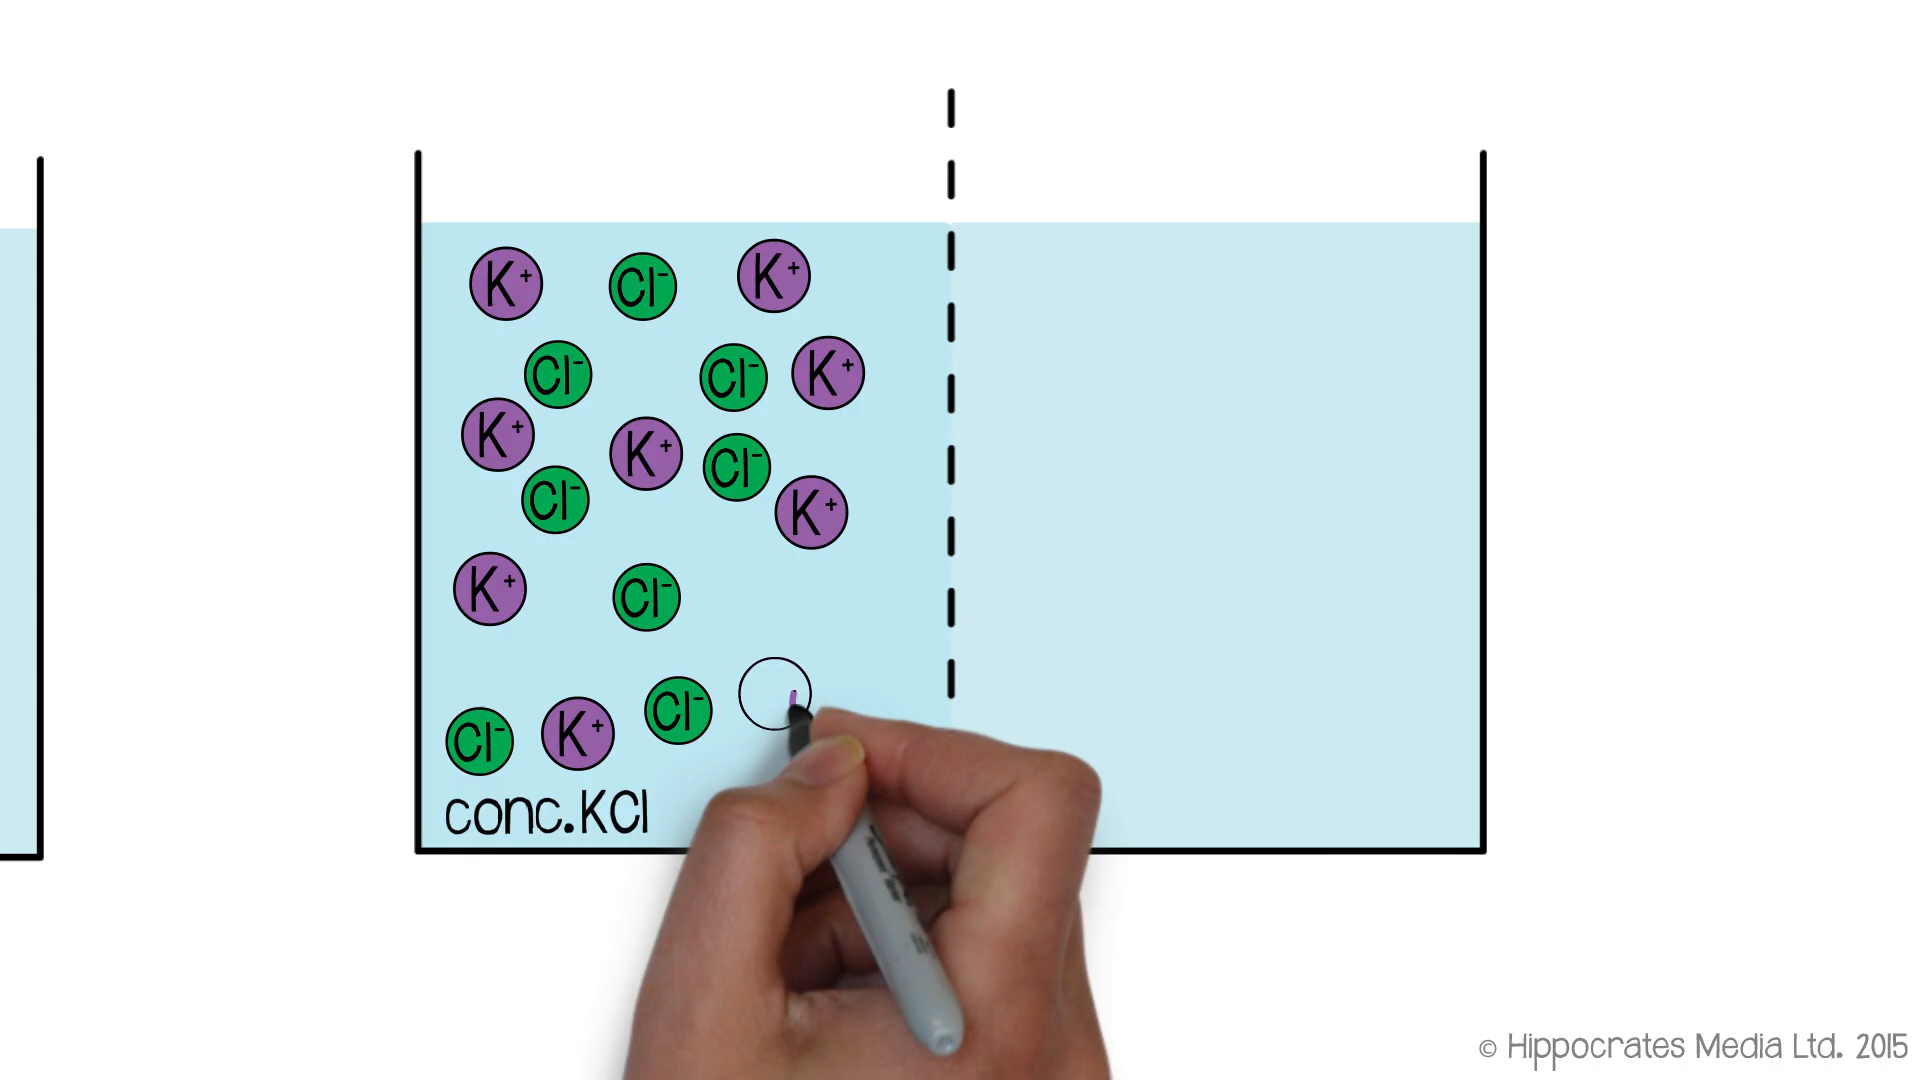 K+ Cl- K+
Cl- Cl- K+
K+ K+ Cl-
Cl- K+
K+ Cl-
Cl- K+ Cl-
conc.KCl
© Hippocrates Media Ltd. 2015